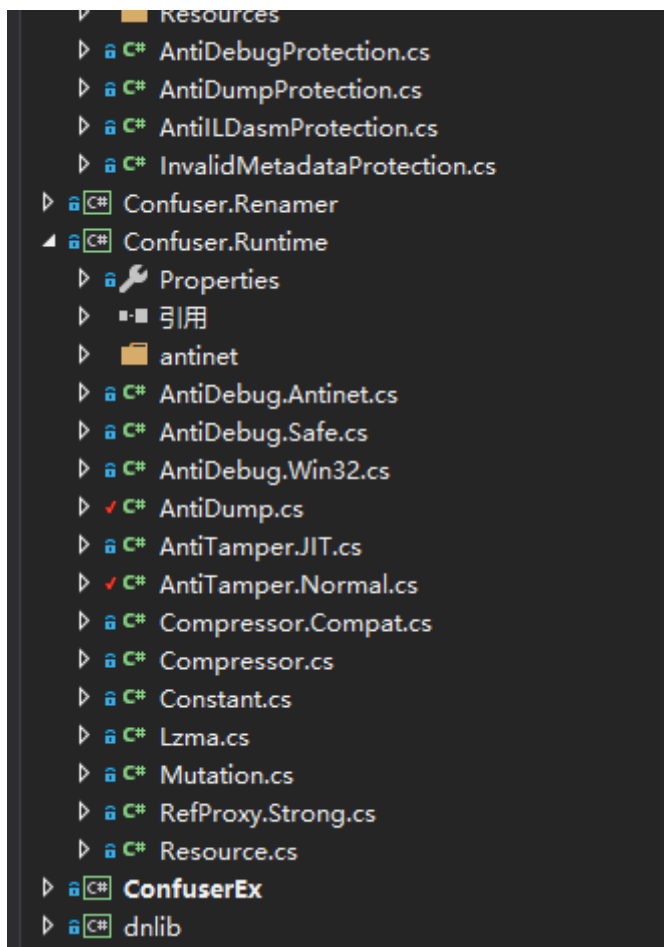 Resources
C# AntiDebugProtection.cs
C# AntiDumpProtection.cs
C# AntiILDasmProtection.cs
C# InvalidMetadataProtection.cs
C# Confuser.Renamer
C# Confuser.Runtime
Properties
引用
antinet
C# AntiDebug.Antinet.cs
C# AntiDebug.Safe.cs
C# AntiDebug.Win32.cs
C# AntiDump.cs
C# AntiTamper.JIT.cs
C# AntiTamper.Normal.cs
C# Compressor.Compat.cs
C# Compressor.cs
C# Constant.cs
C# Lzma.cs
C# Mutation.cs
C# RefProxy.Strong.cs
C# Resource.cs
C# ConfuserEx
C# dnlib